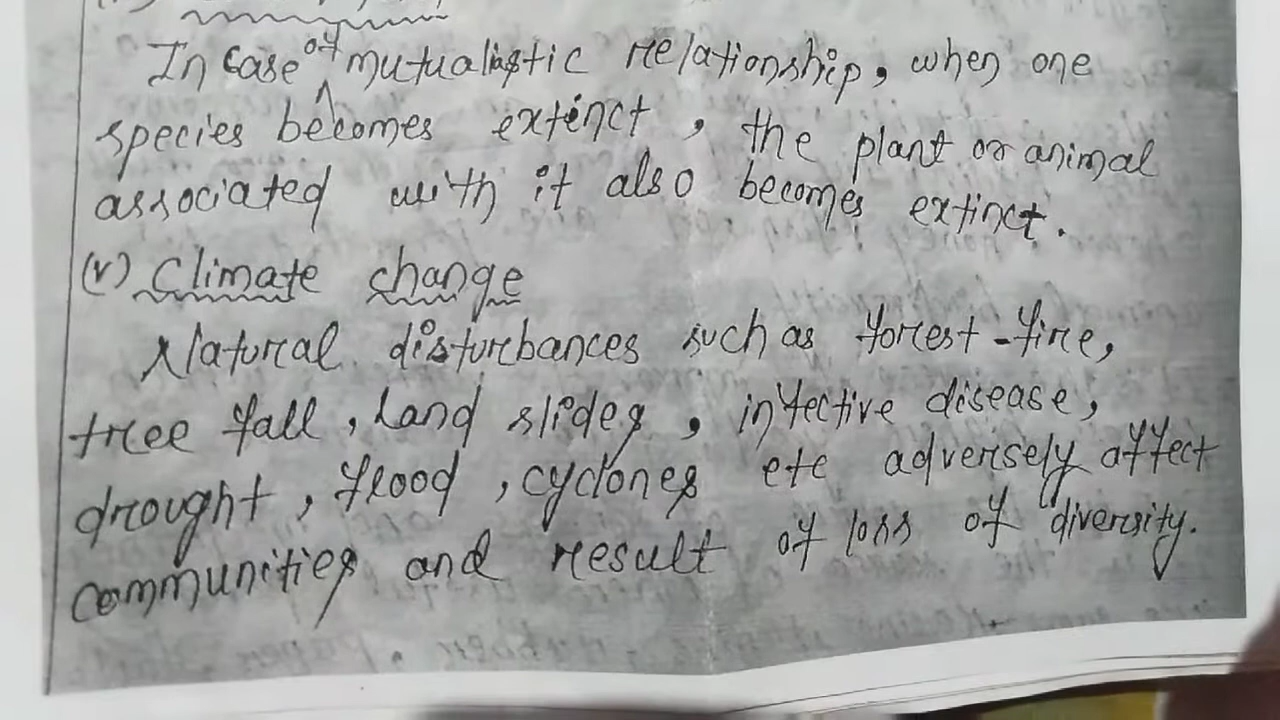 In case of mutualistic relationship, when one
species becomes extinct, the plant or animal
associated with it also becomes extinct.
(v) Climate change
Natural disturbances such as forest-fire,
tree fall, Land slides, infective disease,
drought, flood, cyclones etc adversely affect
communities and result of loss of diversity.